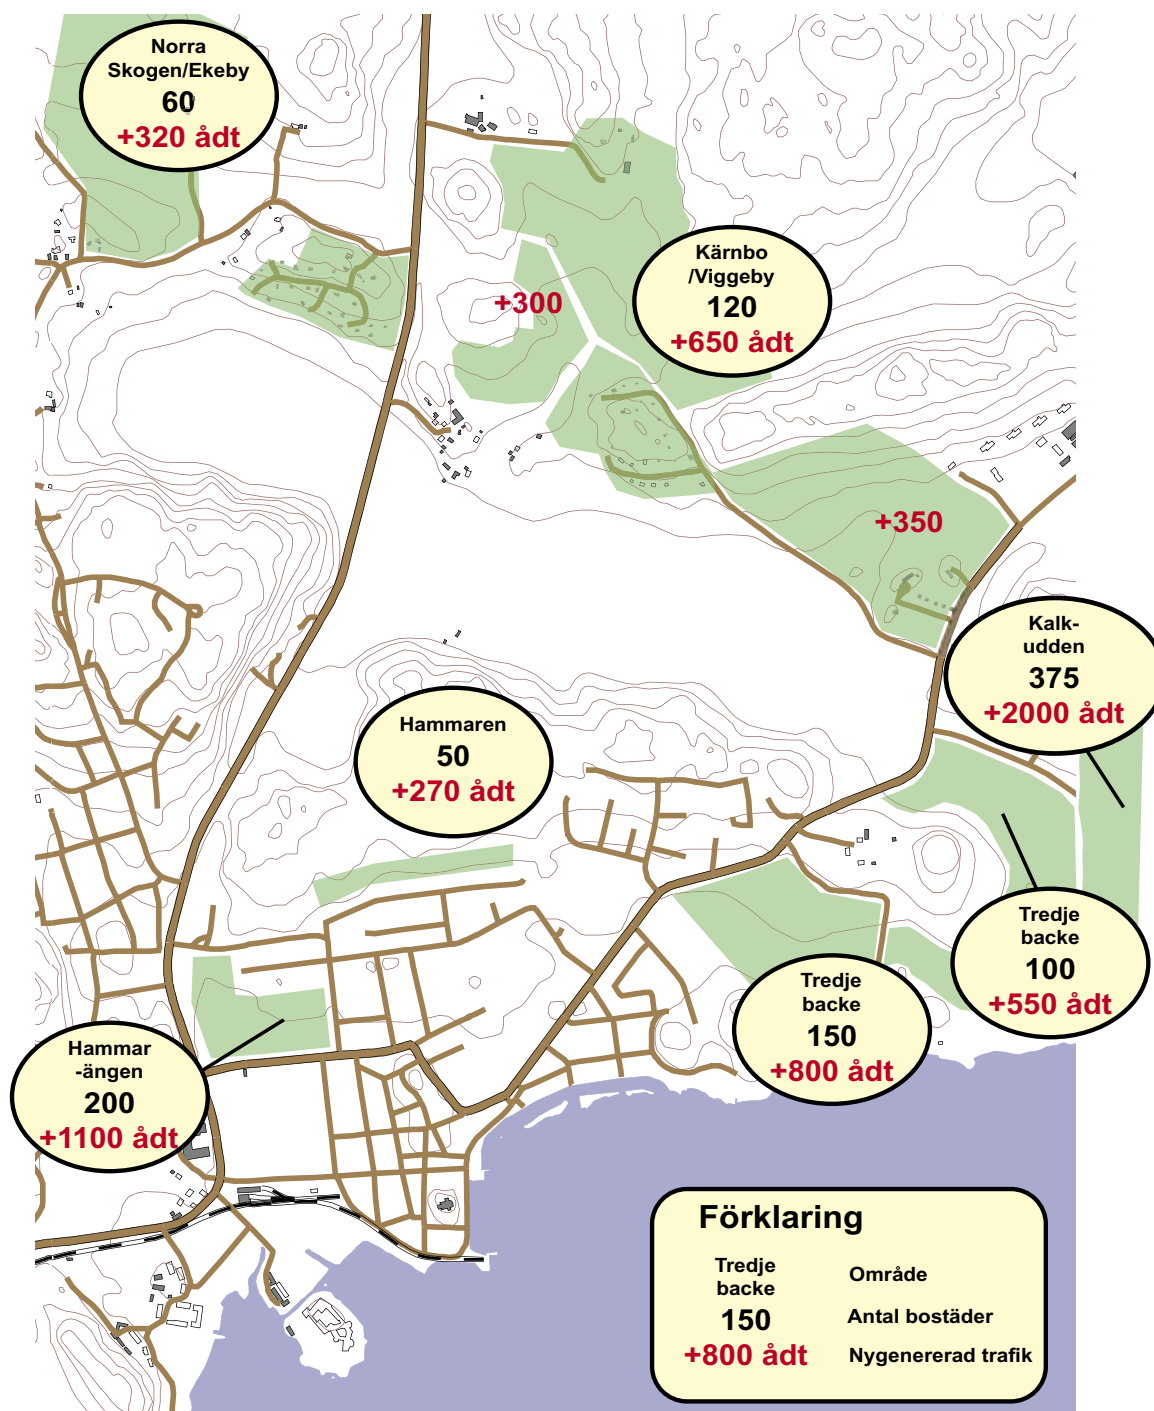 Norra
Skogen/Ekeby
60
+320 ådt
Kärnbo
/Viggeby
120
+650 ådt
+300
+350
Kalk-
udden
375
+2000 ådt
Hammaren
50
+270 ådt
Tredje
backe
100
+550 ådt
Tredje
backe
150
+800 ådt
Hammar
-ängen
200
+1100 ådt
Förklaring
Tredje
backe
Område
150
Antal bostäder
+800 ådt
Nygenererad trafik